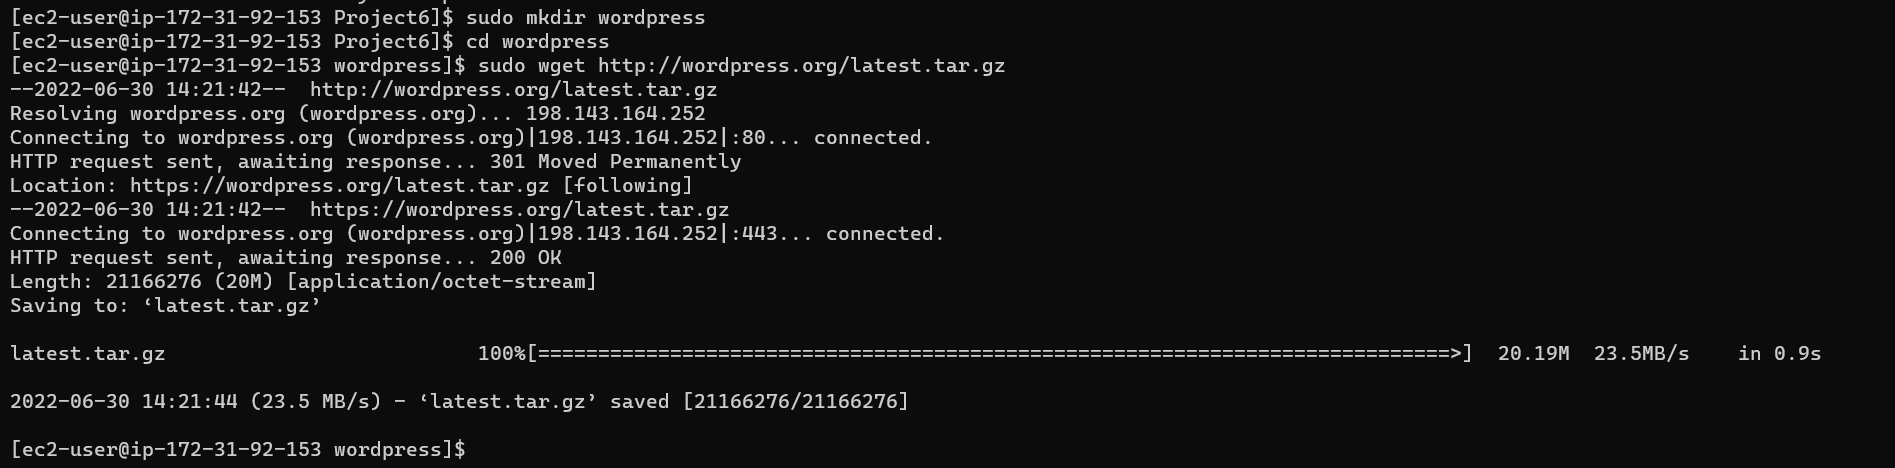 [ec2-user@ip-172-31-92-153 Project6]$ sudo mkdir wordpress
[ec2-user@ip-172-31-92-153 Project6]$ cd wordpress
[ec2-user@ip-172-31-92-153 wordpress]$ sudo wget http://wordpress.org/latest.tar.gz
--2022-06-30 14:21:42--  http://wordpress.org/latest.tar.gz
Resolving wordpress.org (wordpress.org)... 198.143.164.252
Connecting to wordpress.org (wordpress.org)|198.143.164.252|:80... connected.
HTTP request sent, awaiting response... 301 Moved Permanently
Location: https://wordpress.org/latest.tar.gz [following]
--2022-06-30 14:21:42--  https://wordpress.org/latest.tar.gz
Connecting to wordpress.org (wordpress.org)|198.143.164.252|:443... connected.
HTTP request sent, awaiting response... 200 OK
Length: 21166276 (20M) [application/octet-stream]
Saving to: ‘latest.tar.gz’
latest.tar.gz                          100%[============================================================================>]  20.19M  23.5MB/s    in 0.9s
2022-06-30 14:21:44 (23.5 MB/s) - ‘latest.tar.gz’ saved [21166276/21166276]
[ec2-user@ip-172-31-92-153 wordpress]$